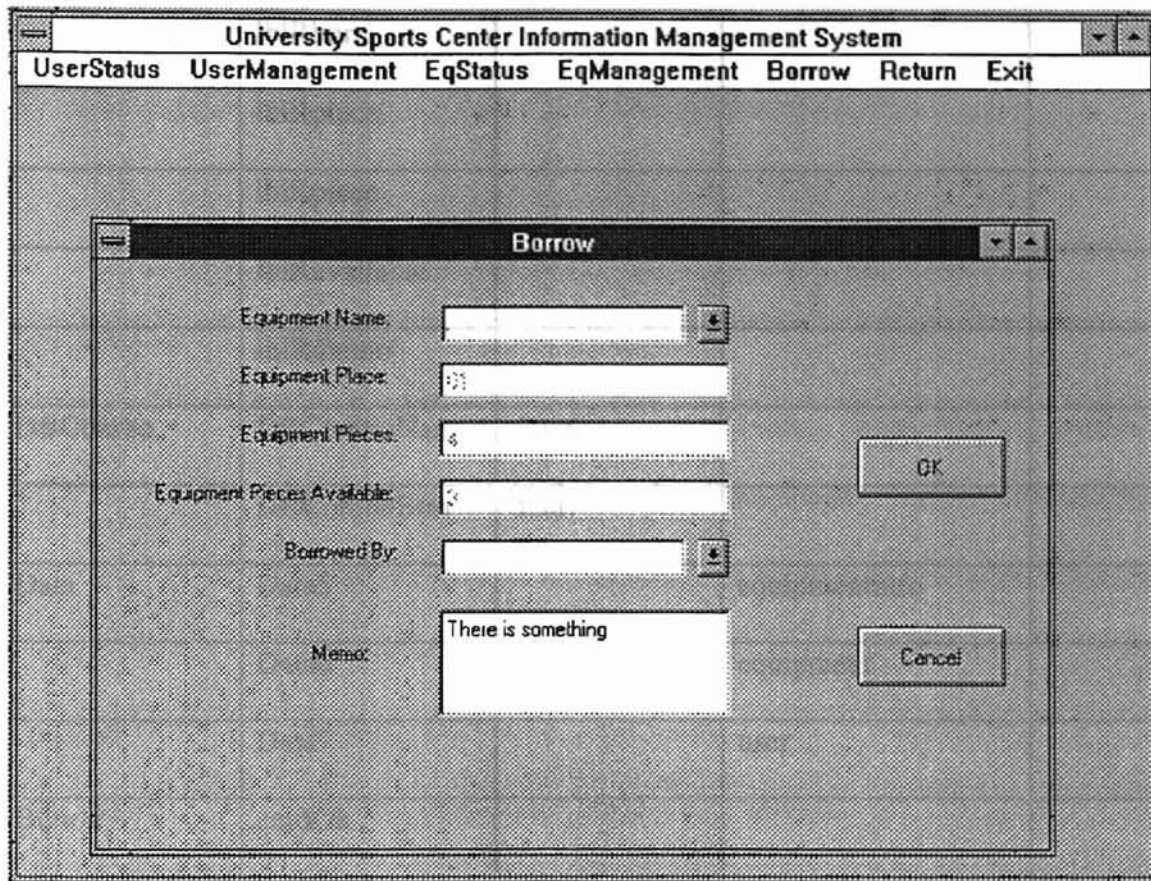 University Sports Center Information Management System
UserStatus UserManagement EqStatus EqManagement Borrow Return Exit
Borrow
Equipment Name:
Equipment Place:
Equipment Pieces: 4
Equipment Pieces Available: 3
Borrowed By:
Memo: There is something
OK
Cancel